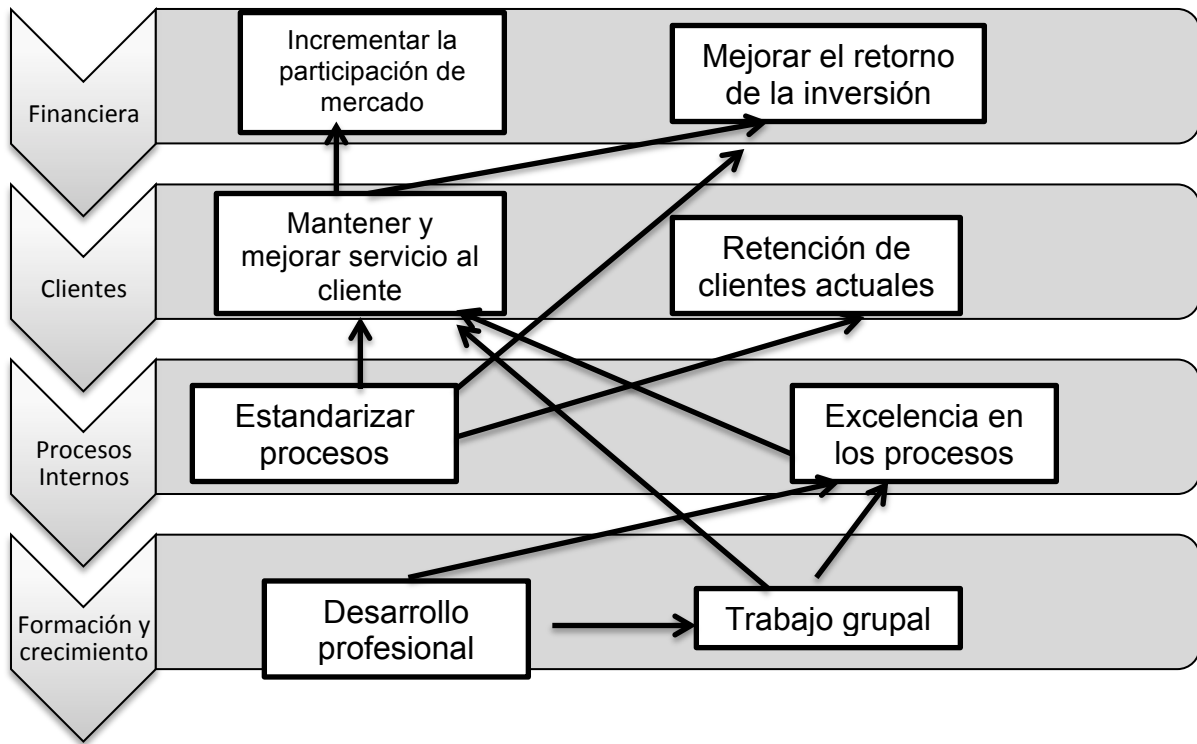 Financiera
Incrementar la
participación de
mercado
Mejorar el retorno
de la inversión
Clientes
Mantener y
mejorar servicio al
cliente
Retención de
clientes actuales
Procesos
Internos
Estandarizar
procesos
Excelencia en
los procesos
Formación y
crecimiento
Desarrollo
profesional
Trabajo grupal